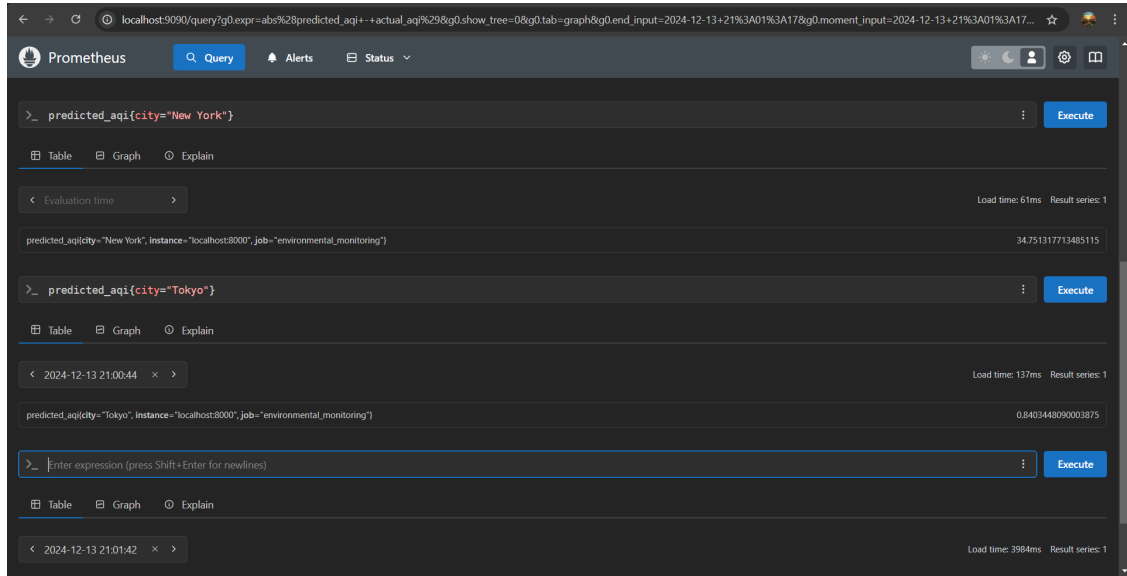 localhost:9090/query?g0.expr=abs%28predicted_aqi+-+actual_aqi%29&g0.show_tree=0&g0.tab=graph&g0.end_input=2024-12-13+21%3A01%3A17&g0.moment_input=2024-12-13+21%3A01%3A17...
Prometheus Query Alerts Status
>_ predicted_aqi{city="New York"} Execute
Table Graph Explain
< Evaluation time > Load time: 61ms Result series: 1
predicted_aqi{city="New York", instance="localhost:8000", job="environmental_monitoring"} 34.751317713485115
>_ predicted_aqi{city="Tokyo"} Execute
Table Graph Explain
< 2024-12-13 21:00:44 × > Load time: 137ms Result series: 1
predicted_aqi{city="Tokyo", instance="localhost:8000", job="environmental_monitoring"} 0.8403448090003875
>_ Enter expression (press Shift+Enter for newlines) Execute
Table Graph Explain
< 2024-12-13 21:01:42 × > Load time: 3984ms Result series: 1